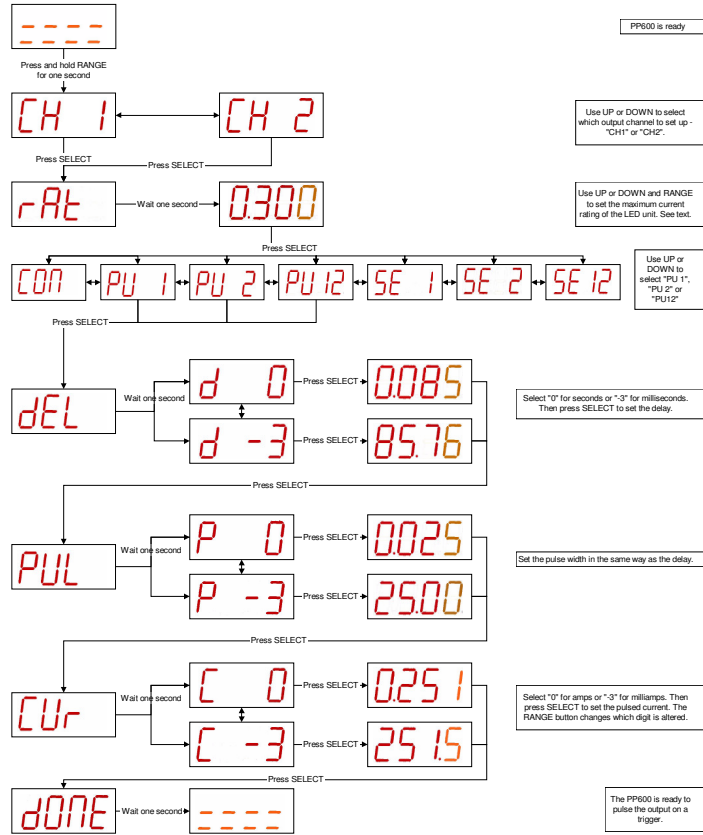 PP600 is ready
Press and hold RANGE
for one second
CH 1
CH 2
Use UP or DOWN to select
which output channel to set up -
"CH1" or "CH2".
Press SELECT
Press SELECT
rAt
Wait one second
0.300
Use UP or DOWN and RANGE
to set the maximum current
rating of the LED unit. See text.
Press SELECT
CON
PU 1
PU 2
PU12
SE 1
SE 2
SE12
Use UP or
DOWN to
select "PU 1",
"PU 2" or
"PU12"
Press SELECT
dEL
Wait one second
d 0
Press SELECT
0.085
d -3
Press SELECT
85.76
Select "0" for seconds or "-3" for milliseconds.
Then press SELECT to set the delay.
Press SELECT
PUL
Wait one second
P 0
Press SELECT
0.025
P -3
Press SELECT
25.00
Set the pulse width in the same way as the delay.
Press SELECT
CUr
Wait one second
C 0
Press SELECT
0.251
C -3
Press SELECT
251.5
Select "0" for amps or "-3" for milliamps. Then
press SELECT to set the pulsed current. The
RANGE button changes which digit is altered.
Press SELECT
dONE
Wait one second
The PP600 is ready to
pulse the output on a
trigger.